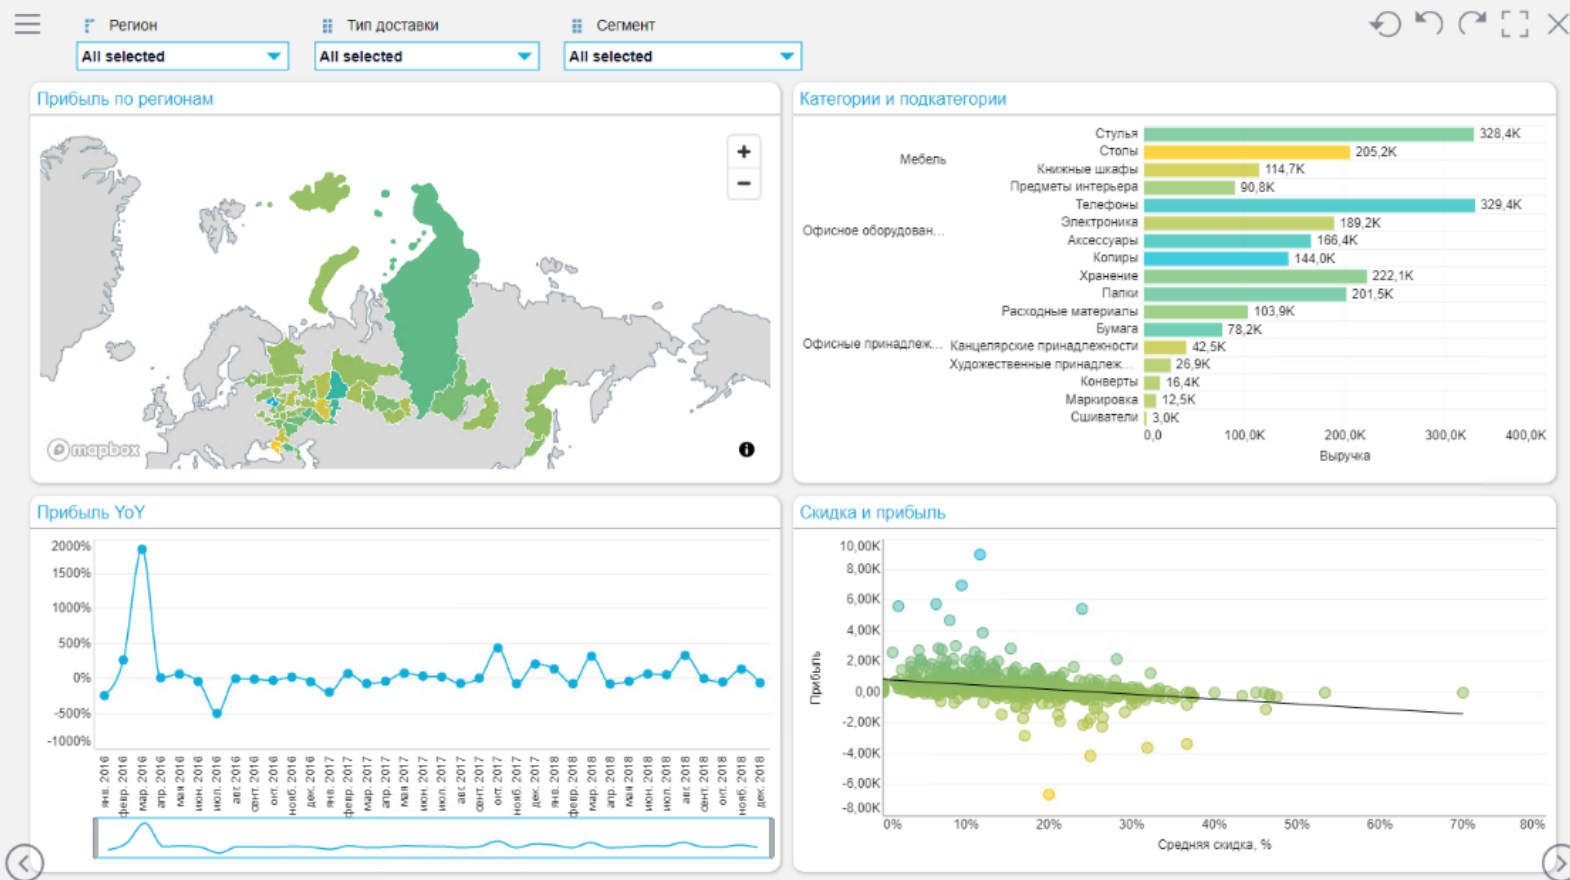 Регион
Тип доставки
Сегмент
All selected
All selected
All selected
Прибыль по регионам
+
−
mapbox
Категории и подкатегории
Мебель
Стулья 328,4K
Столы 205,2K
Книжные шкафы 114,7K
Предметы интерьера 90,8K
Офисное оборудован...
Телефоны 329,4K
Электроника 189,2K
Аксессуары 166,4K
Копиры 144,0K
Офисные принадлеж...
Хранение 222,1K
Папки 201,5K
Расходные материалы 103,9K
Бумага 78,2K
Канцелярские принадлежности 42,5K
Художественные принадлеж... 26,9K
Конверты 16,4K
Маркировка 12,5K
Сшиватели 3,0K
0,0 100,0K 200,0K 300,0K 400,0K
Выручка
Прибыль YoY
2000%
1500%
1000%
500%
0%
-500%
-1000%
янв. 2016
февр. 2016
мар. 2016
апр. 2016
мая 2016
июн. 2016
июл. 2016
авг. 2016
сент. 2016
окт. 2016
нояб. 2016
дек. 2016
янв. 2017
февр. 2017
мар. 2017
апр. 2017
мая 2017
июн. 2017
июл. 2017
авг. 2017
сент. 2017
окт. 2017
нояб. 2017
дек. 2017
янв. 2018
февр. 2018
мар. 2018
апр. 2018
мая 2018
июн. 2018
июл. 2018
авг. 2018
сент. 2018
окт. 2018
нояб. 2018
дек. 2018
Скидка и прибыль
Прибыль
10,00K
8,00K
6,00K
4,00K
2,00K
0,00
-2,00K
-4,00K
-6,00K
-8,00K
0% 10% 20% 30% 40% 50% 60% 70% 80%
Средняя скидка, %